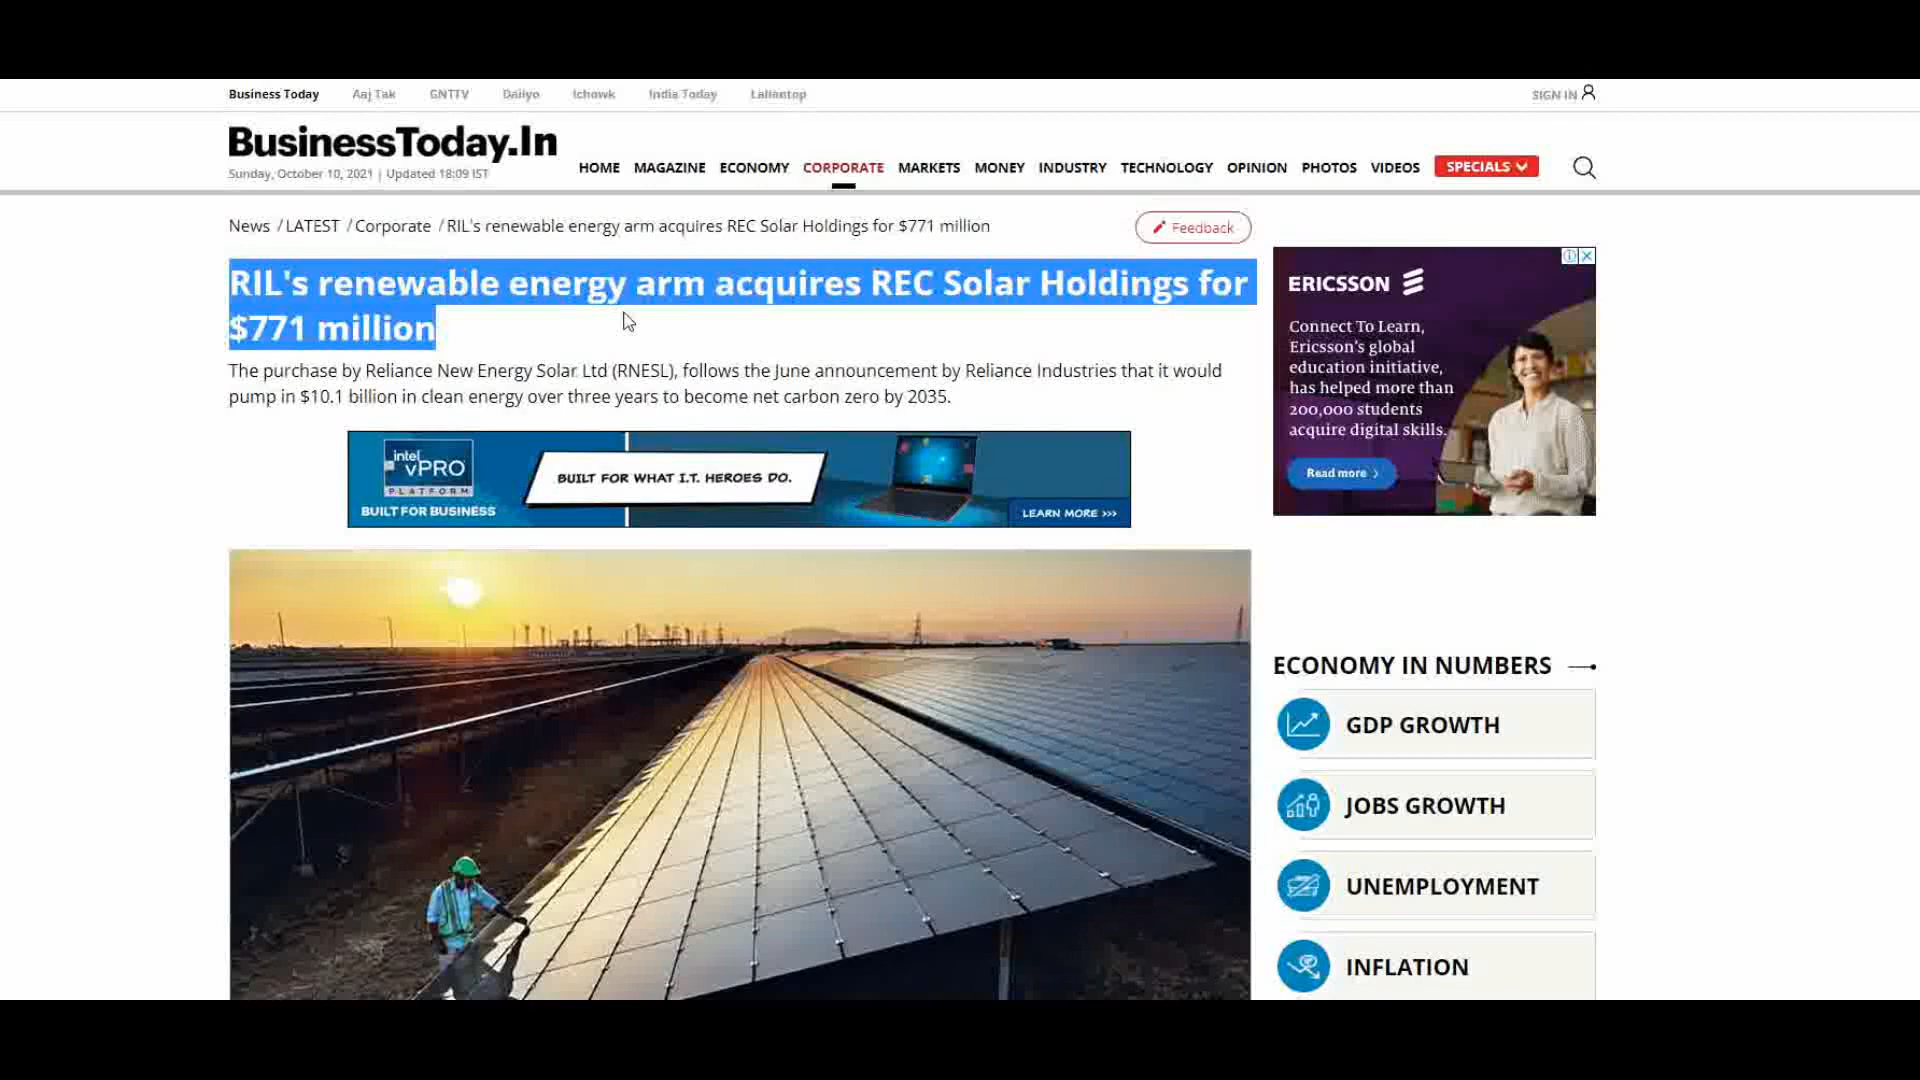 Business Today Aaj Tak GNTTV Dailyo Ichowk India Today Lallantop SIGN IN
BusinessToday.In
Sunday, October 10, 2021 | Updated 18:09 IST
HOME MAGAZINE ECONOMY CORPORATE MARKETS MONEY INDUSTRY TECHNOLOGY OPINION PHOTOS VIDEOS SPECIALS
News / LATEST / Corporate / RIL's renewable energy arm acquires REC Solar Holdings for $771 million
Feedback
RIL's renewable energy arm acquires REC Solar Holdings for
$771 million
The purchase by Reliance New Energy Solar Ltd (RNESL), follows the June announcement by Reliance Industries that it would
pump in $10.1 billion in clean energy over three years to become net carbon zero by 2035.
intel
vPRO
PLATFORM
BUILT FOR BUSINESS
BUILT FOR WHAT I.T. HEROES DO.
LEARN MORE >>>
ERICSSON
Connect To Learn,
Ericsson's global
education initiative,
has helped more than
200,000 students
acquire digital skills.
Read more >
ECONOMY IN NUMBERS
GDP GROWTH
JOBS GROWTH
UNEMPLOYMENT
INFLATION